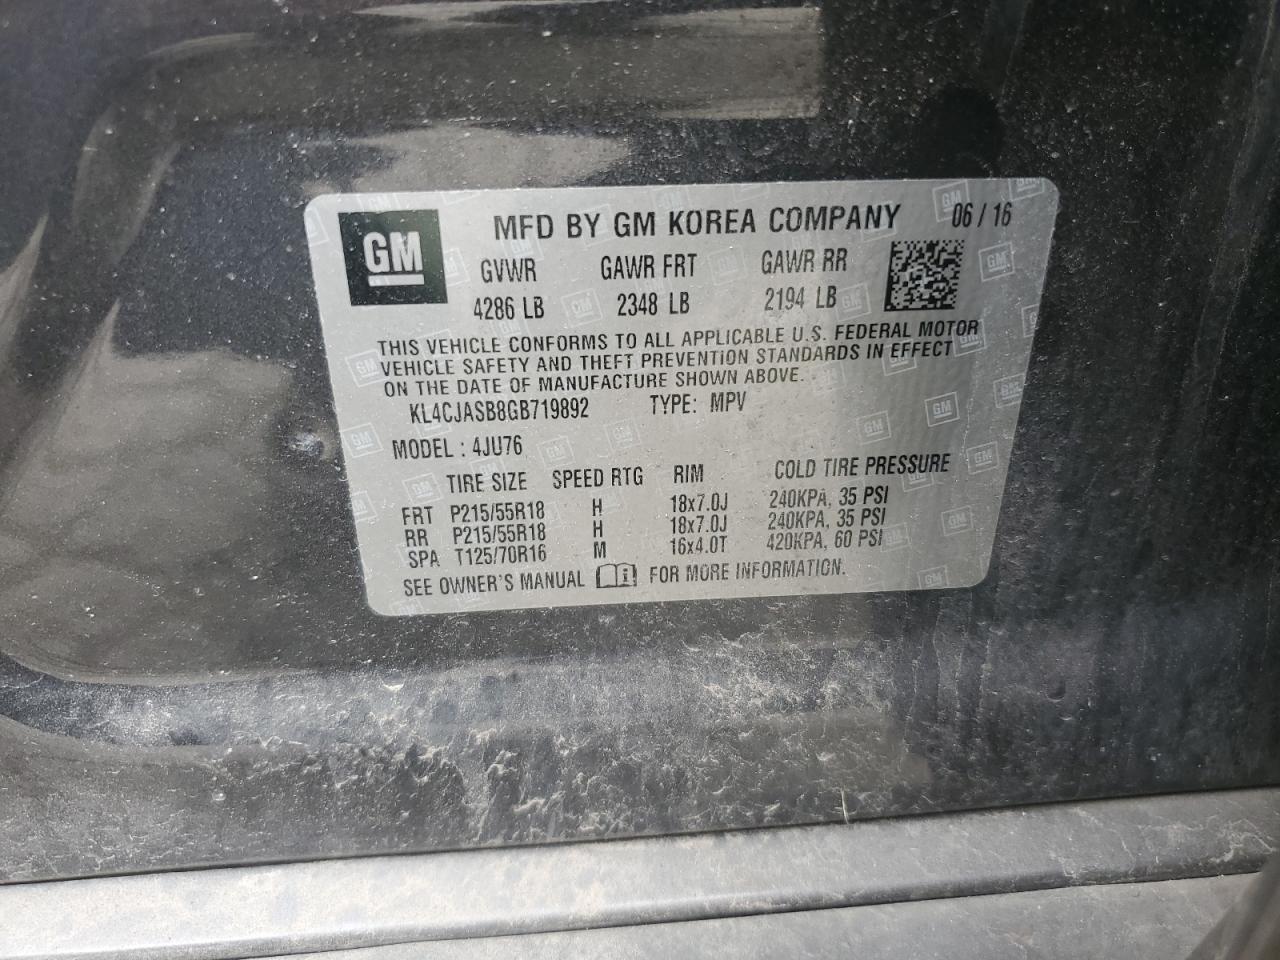 GM MFD BY GM KOREA COMPANY 06 / 16
GVWR GAWR FRT GAWR RR
4286 LB 2348 LB 2194 LB
THIS VEHICLE CONFORMS TO ALL APPLICABLE U.S. FEDERAL MOTOR
VEHICLE SAFETY AND THEFT PREVENTION STANDARDS IN EFFECT
ON THE DATE OF MANUFACTURE SHOWN ABOVE.
KL4CJASB8GB719892 TYPE: MPV
MODEL : 4JU76
TIRE SIZE SPEED RTG RIM COLD TIRE PRESSURE
FRT P215/55R18 H 18x7.0J 240KPA, 35 PSI
RR P215/55R18 H 18x7.0J 240KPA, 35 PSI
SPA T125/70R16 M 16x4.0T 420KPA, 60 PSI
SEE OWNER'S MANUAL i FOR MORE INFORMATION.